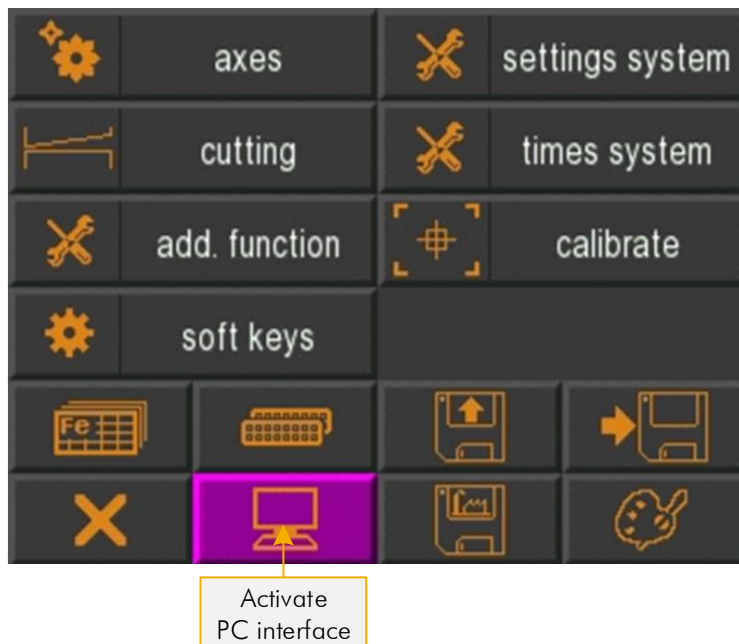 axes
settings system
cutting
times system
add. function
calibrate
soft keys
Fe
Activate
PC interface